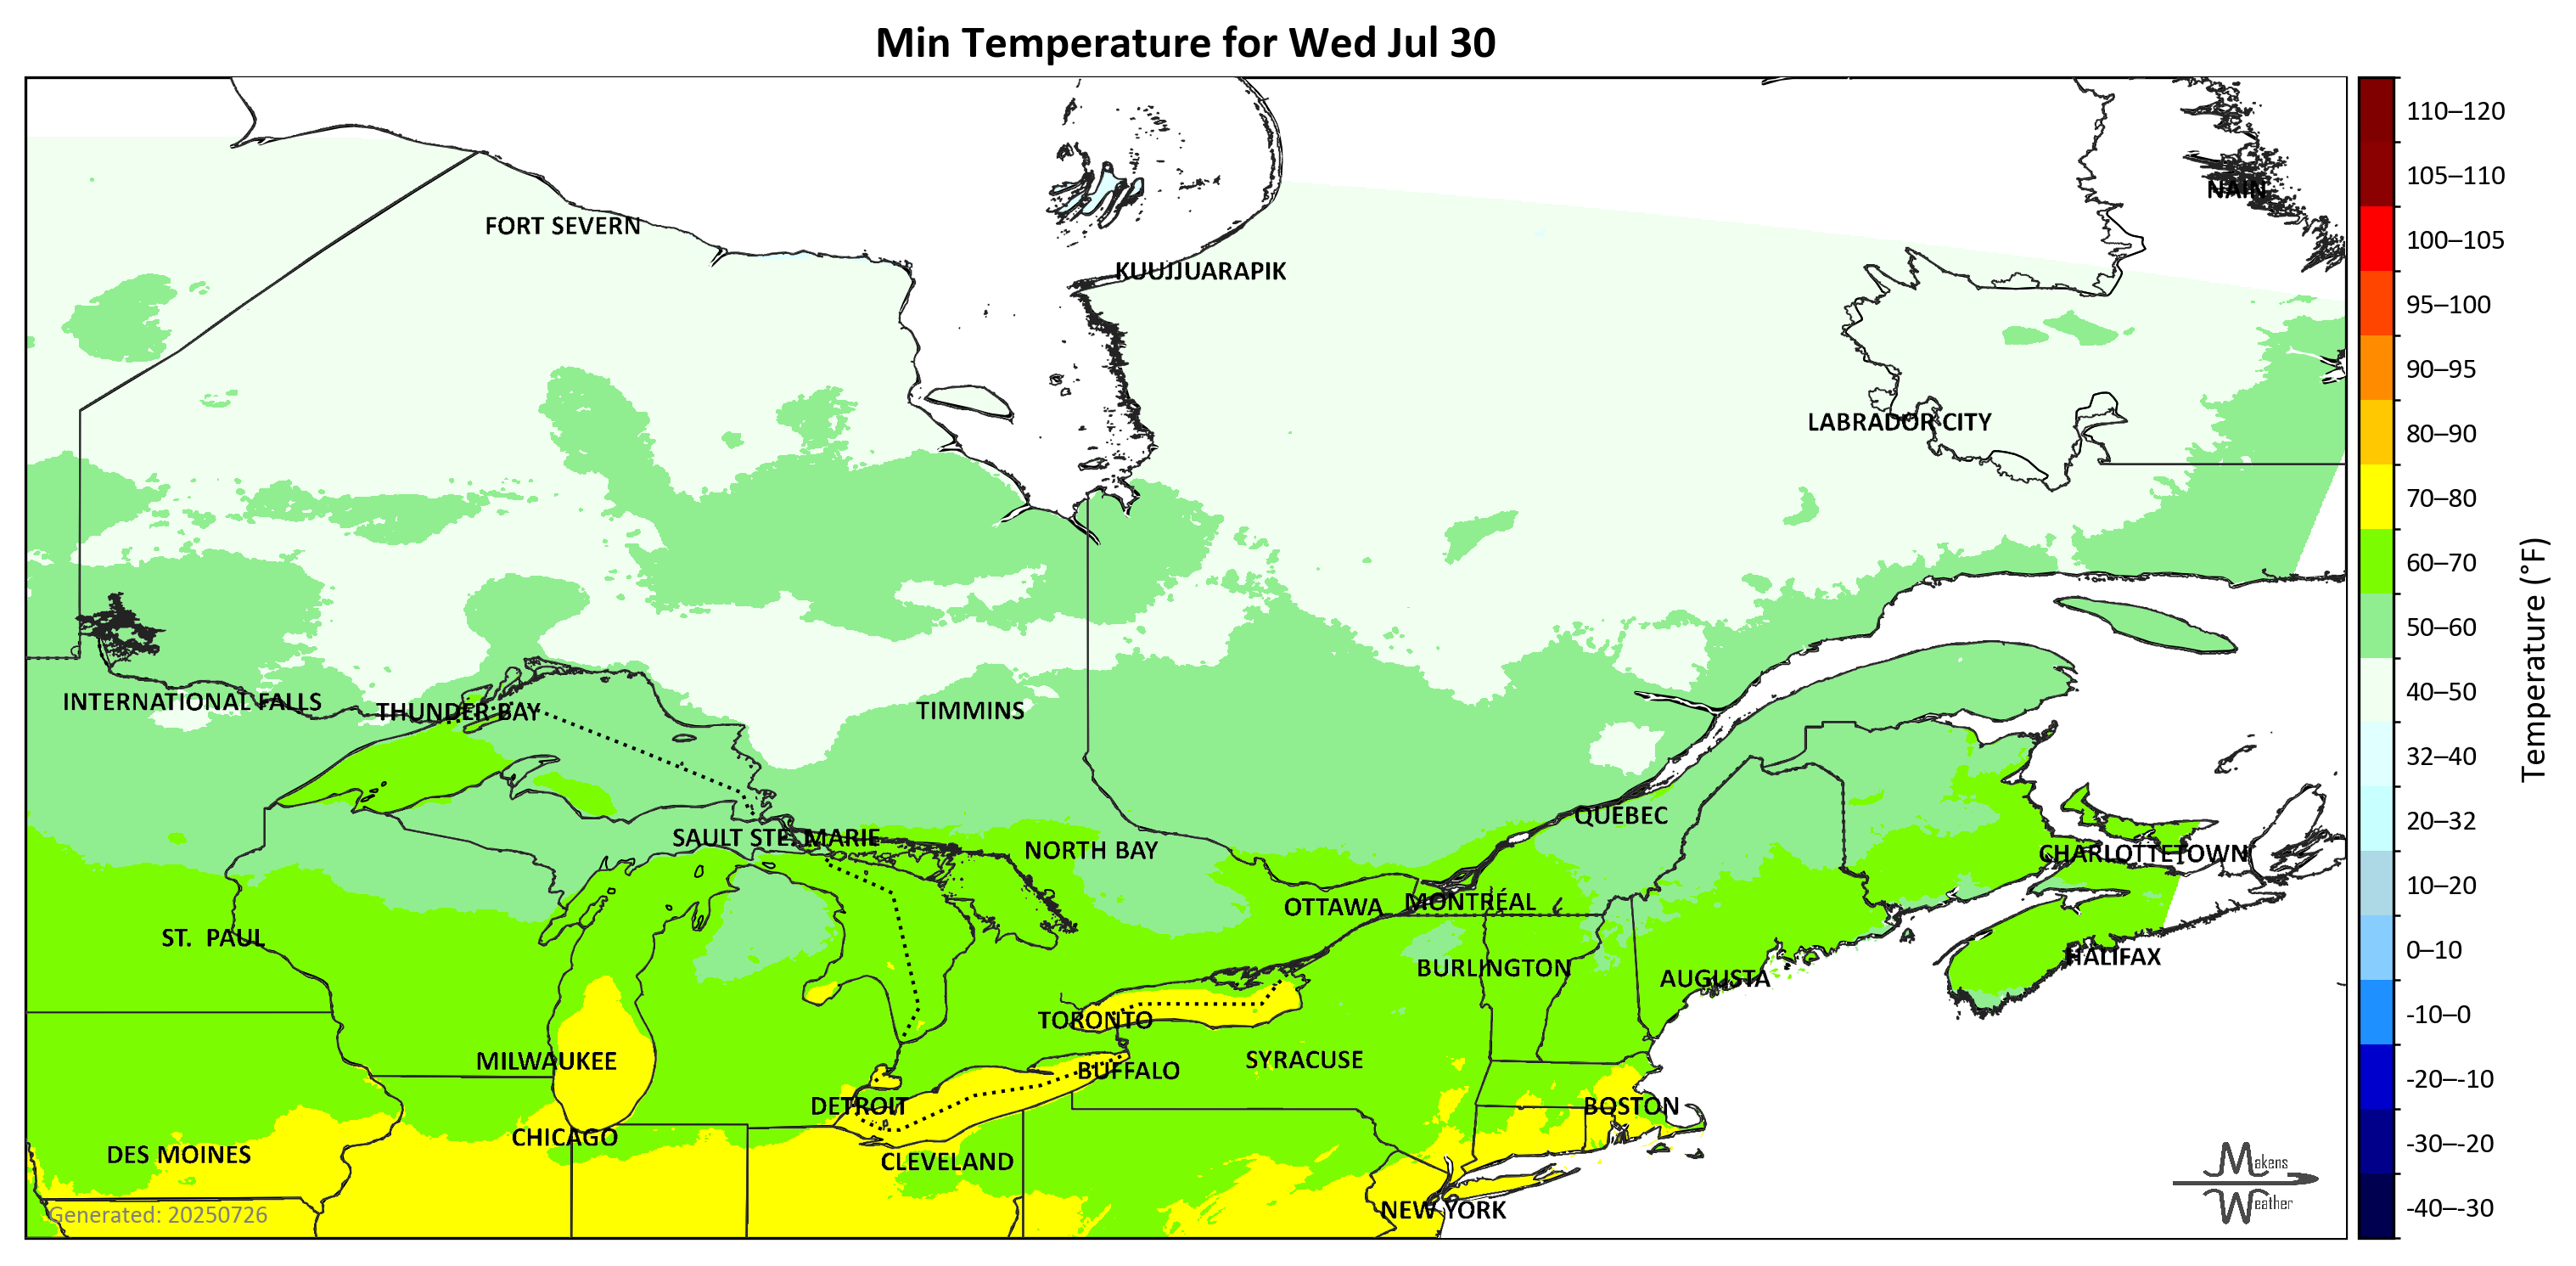 Min Temperature for Wed Jul 30
FORT SEVERN
KUUJJUARAPIK
NAIN
LABRADOR CITY
INTERNATIONAL FALLS
THUNDER BAY
TIMMINS
SAULT STE. MARIE
NORTH BAY
QUEBEC
CHARLOTTETOWN
OTTAWA
MONTRÉAL
ST. PAUL
BURLINGTON
AUGUSTA
HALIFAX
TORONTO
MILWAUKEE
BUFFALO
SYRACUSE
DETROIT
BOSTON
CHICAGO
DES MOINES
CLEVELAND
NEW YORK
Generated: 20250726
Makens
Weather
110–120
105–110
100–105
95–100
90–95
80–90
70–80
60–70
50–60
40–50
32–40
20–32
10–20
0–10
-10–0
-20–-10
-30–-20
-40–-30
Temperature (°F)